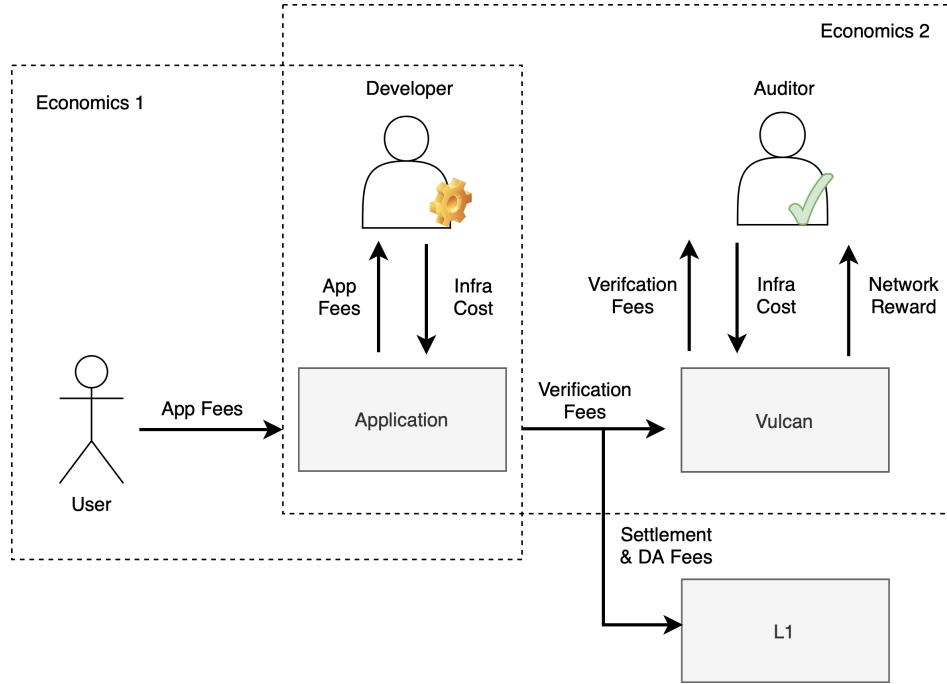 Economics 2
Economics 1
Developer
Auditor
App
Fees
Infra
Cost
Verifcation
Fees
Infra
Cost
Network
Reward
User
App Fees
Application
Verification
Fees
Vulcan
Settlement
& DA Fees
L1